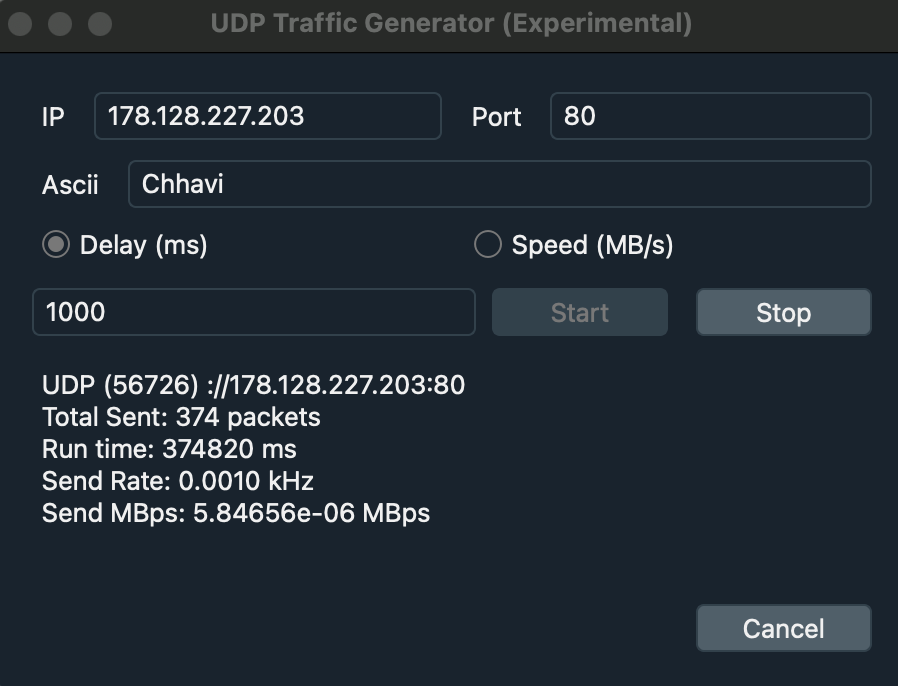 UDP Traffic Generator (Experimental)
IP 178.128.227.203 Port 80
Ascii Chhavi
Delay (ms) Speed (MB/s)
1000 Start Stop
UDP (56726) ://178.128.227.203:80
Total Sent: 374 packets
Run time: 374820 ms
Send Rate: 0.0010 kHz
Send MBps: 5.84656e-06 MBps
Cancel